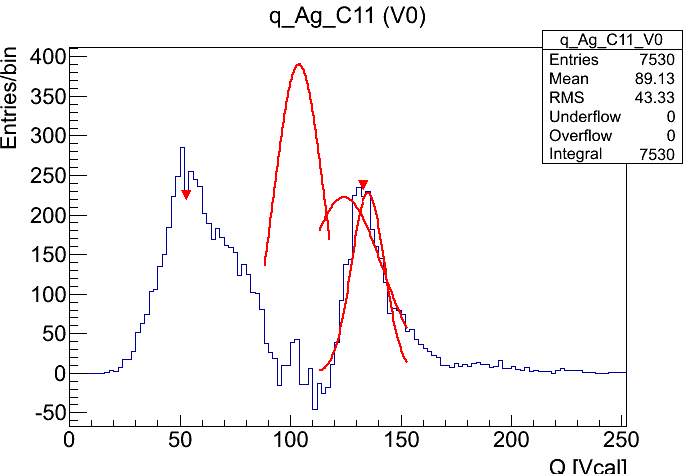 q_Ag_C11 (V0)
Entries/bin
q_Ag_C11_V0
Entries 7530
Mean 89.13
RMS 43.33
Underflow 0
Overflow 0
Integral 7530
400
350
300
250
200
150
100
50
0
-50
0 50 100 150 200 250
Q [Vcal]